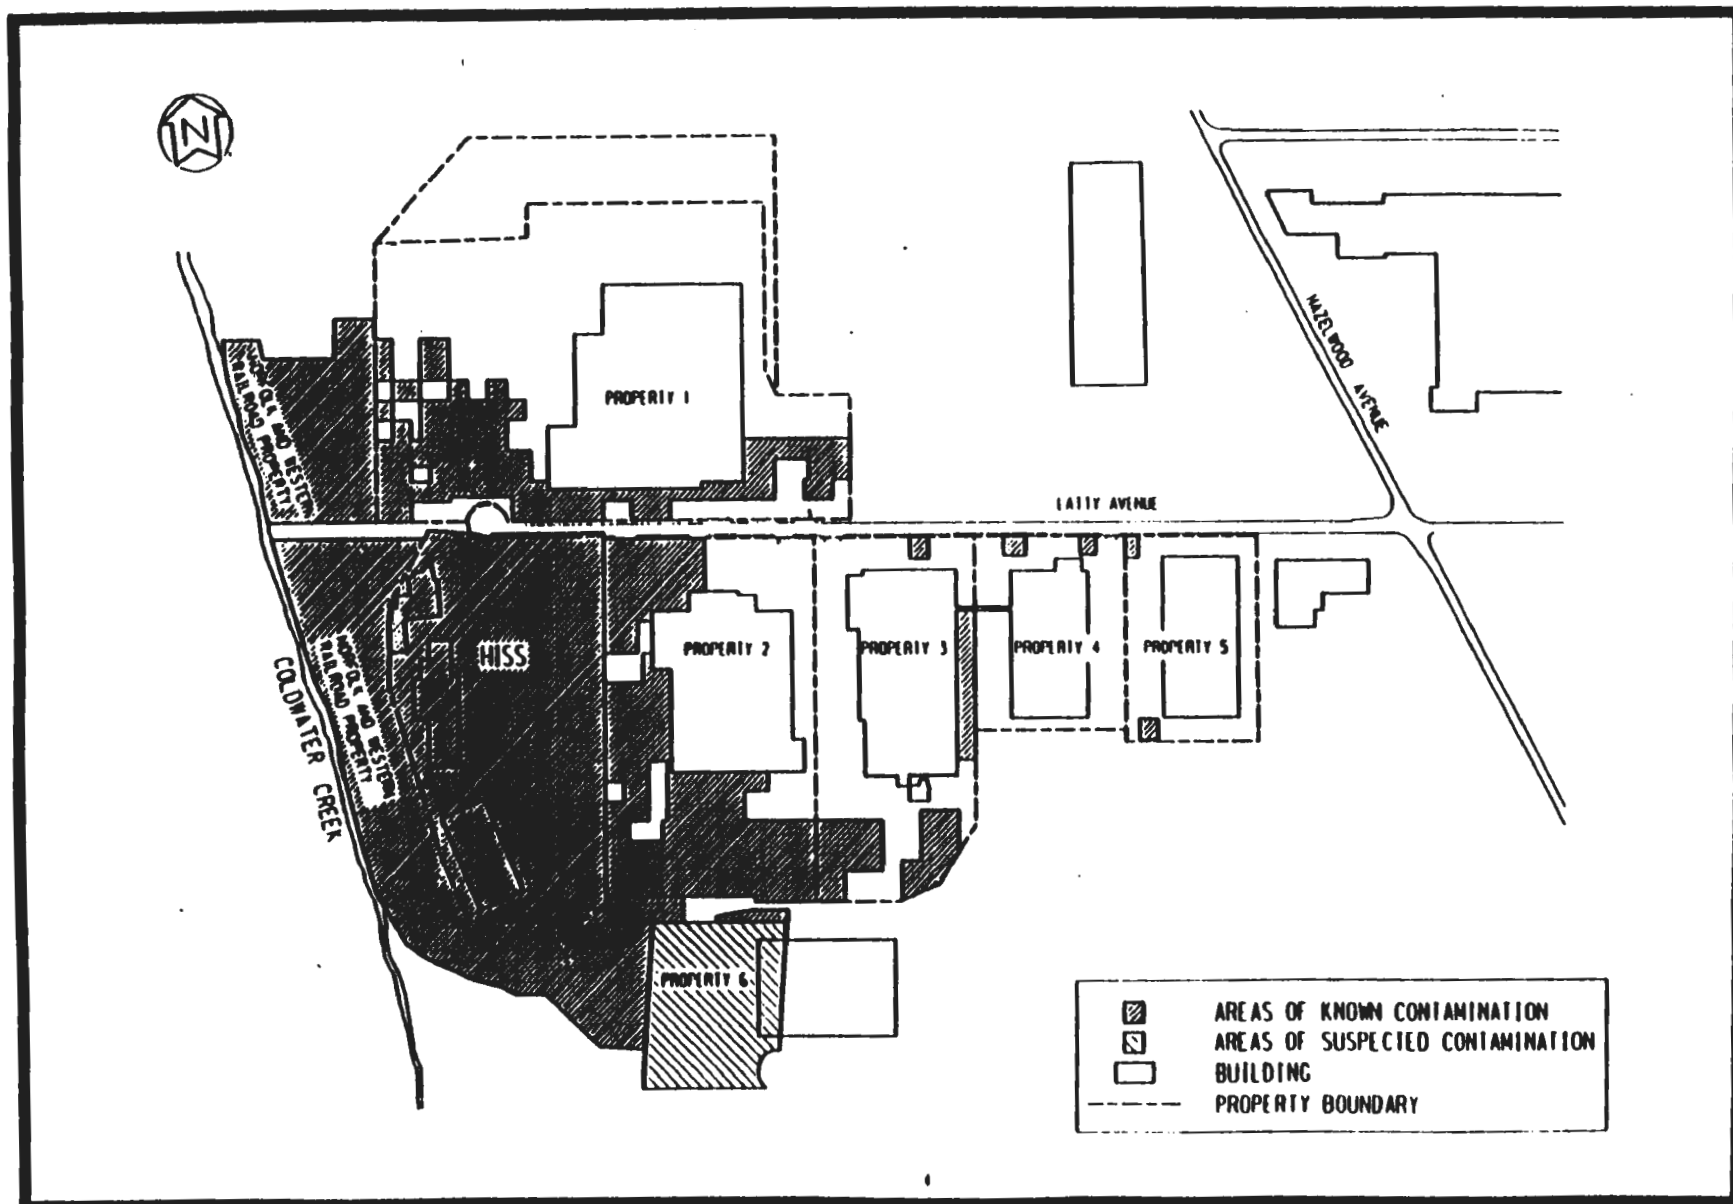 N
PROPERTY 1
NORFOLK AND WESTERN
RAILROAD PROPERTY
HAZELWOOD AVENUE
LATTY AVENUE
HISS
PROPERTY 2
PROPERTY 3
PROPERTY 4
PROPERTY 5
NORFOLK AND WESTERN
RAILROAD PROPERTY
COLDWATER CREEK
PROPERTY 6
AREAS OF KNOWN CONTAMINATION
AREAS OF SUSPECTED CONTAMINATION
BUILDING
PROPERTY BOUNDARY